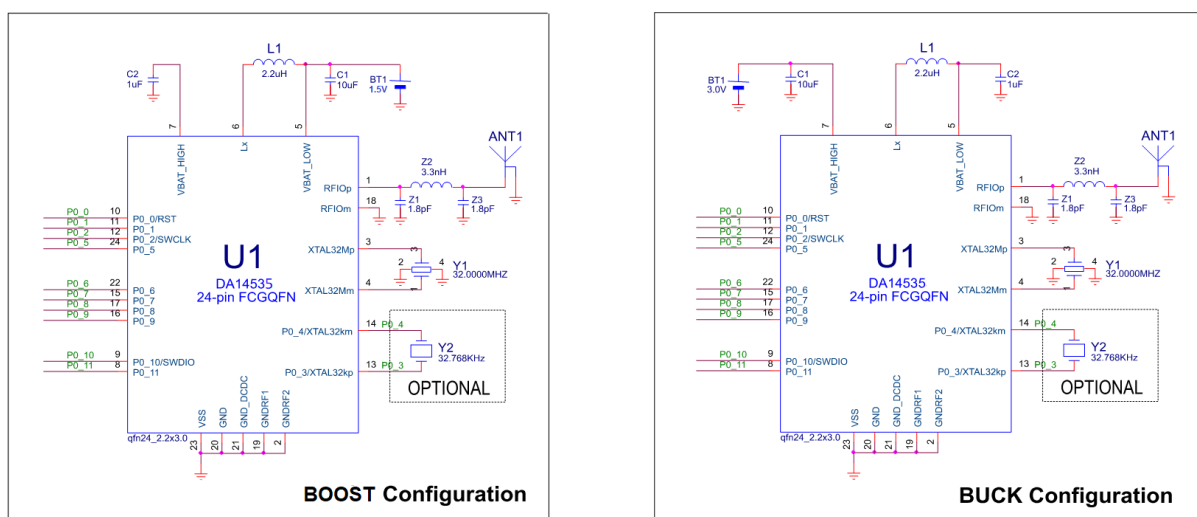 L1
2.2uH
C2
1uF
C1
10uF
BT1
1.5V
7
6
5
VBAT_HIGH
Lx
VBAT_LOW
ANT1
Z2
3.3nH
RFIOp
1
Z1
1.8pF
Z3
1.8pF
RFIOm
18
P0_0
10
P0_0/RST
P0_1
11
P0_1
P0_2
12
P0_2/SWCLK
P0_5
24
P0_5
U1
DA14535
24-pin FCGQFN
XTAL32Mp
3
3
Y1
2
4
32.0000MHZ
XTAL32Mm
4
1
P0_6
22
P0_6
P0_7
15
P0_7
P0_8
17
P0_8
P0_9
16
P0_9
P0_4/XTAL32km
14
P0_4
Y2
32.768KHz
P0_10
9
P0_10/SWDIO
P0_11
8
P0_11
P0_3/XTAL32kp
13
P0_3
OPTIONAL
VSS
GND
GND_DCDC
GNDRF1
GNDRF2
qfn24_2.2x3.0
23
20
21
19
2
BOOST Configuration
L1
2.2uH
BT1
3.0V
C1
10uF
C2
1uF
7
6
5
VBAT_HIGH
Lx
VBAT_LOW
ANT1
Z2
3.3nH
RFIOp
1
Z1
1.8pF
Z3
1.8pF
RFIOm
18
P0_0
10
P0_0/RST
P0_1
11
P0_1
P0_2
12
P0_2/SWCLK
P0_5
24
P0_5
U1
DA14535
24-pin FCGQFN
XTAL32Mp
3
3
Y1
2
4
32.0000MHZ
XTAL32Mm
4
1
P0_6
22
P0_6
P0_7
15
P0_7
P0_8
17
P0_8
P0_9
16
P0_9
P0_4/XTAL32km
14
P0_4
Y2
32.768KHz
P0_10
9
P0_10/SWDIO
P0_11
8
P0_11
P0_3/XTAL32kp
13
P0_3
OPTIONAL
VSS
GND
GND_DCDC
GNDRF1
GNDRF2
qfn24_2.2x3.0
23
20
21
19
2
BUCK Configuration